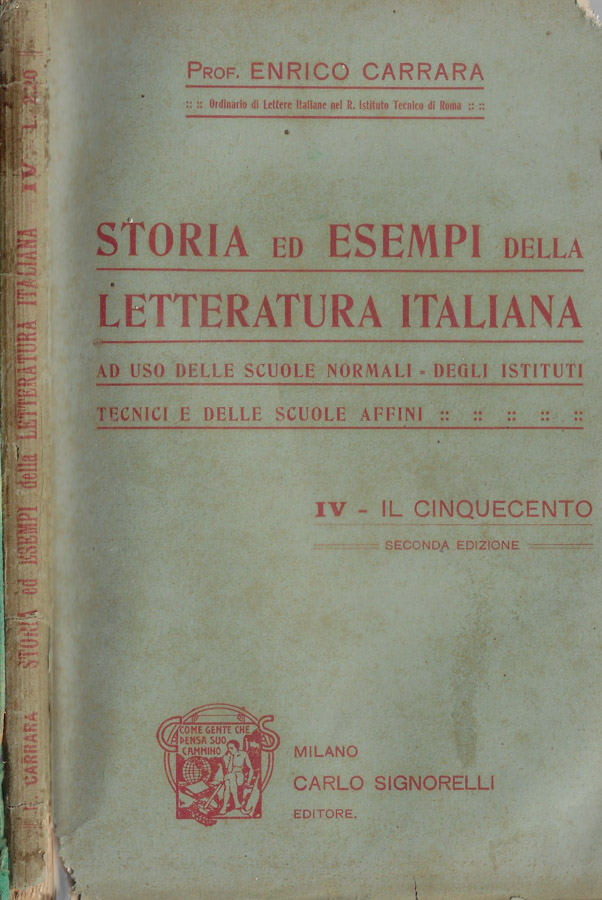 PROF. ENRICO CARRARA
:: :: Ordinario di Lettere Italiane nel R. Istituto Tecnico di Roma :: ::
STORIA ED ESEMPI DELLA
LETTERATURA ITALIANA
AD USO DELLE SCUOLE NORMALI - DEGLI ISTITUTI
TECNICI E DELLE SCUOLE AFFINI :: :: :: :: ::
IV - IL CINQUECENTO
SECONDA EDIZIONE
COME GENTE CHE
PENSA SUO
CAMMINO
MILANO
CARLO SIGNORELLI
EDITORE.
CARRARA STORIA ed ESEMPI della LETTERATURA ITALIANA IV. L.